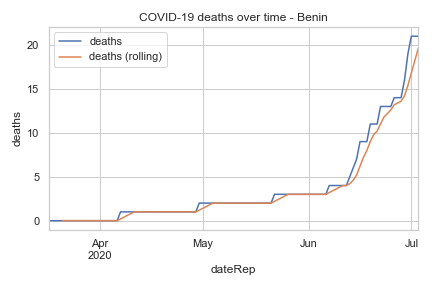 COVID-19 deaths over time - Benin
deaths
deaths (rolling)
deaths
20
15
10
5
0
Apr
2020
May
Jun
Jul
dateRep